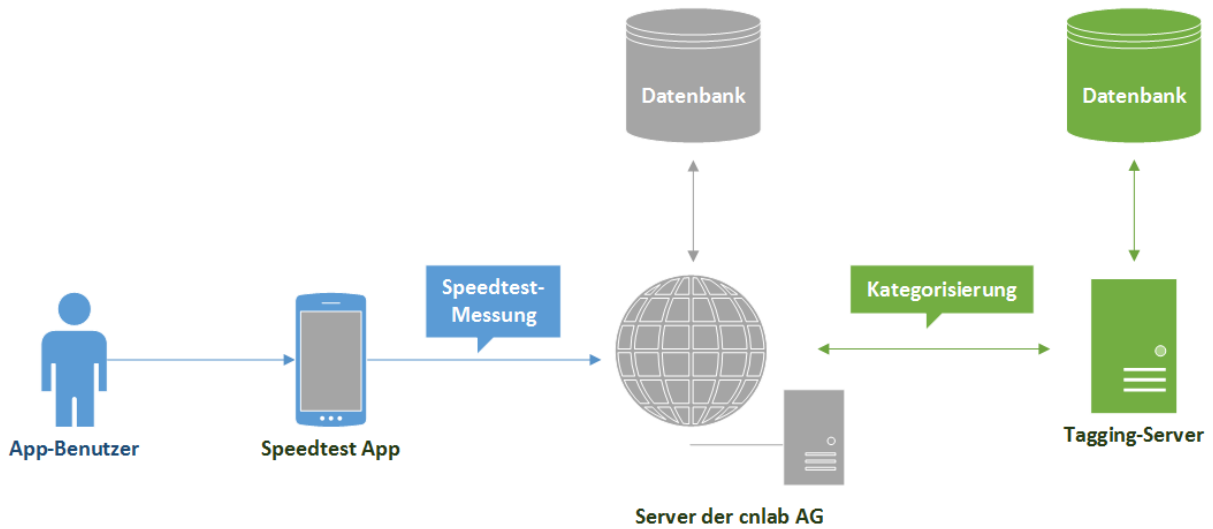 Datenbank
Datenbank
Speedtest-
Messung
Kategorisierung
App-Benutzer
Speedtest App
Tagging-Server
Server der cnlab AG